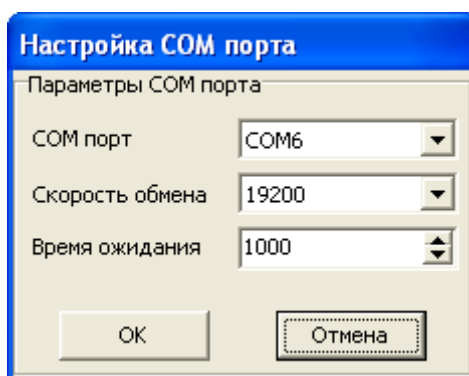 Настройка COM порта
Параметры COM порта
COM порт COM6
Скорость обмена 19200
Время ожидания 1000
OK Отмена